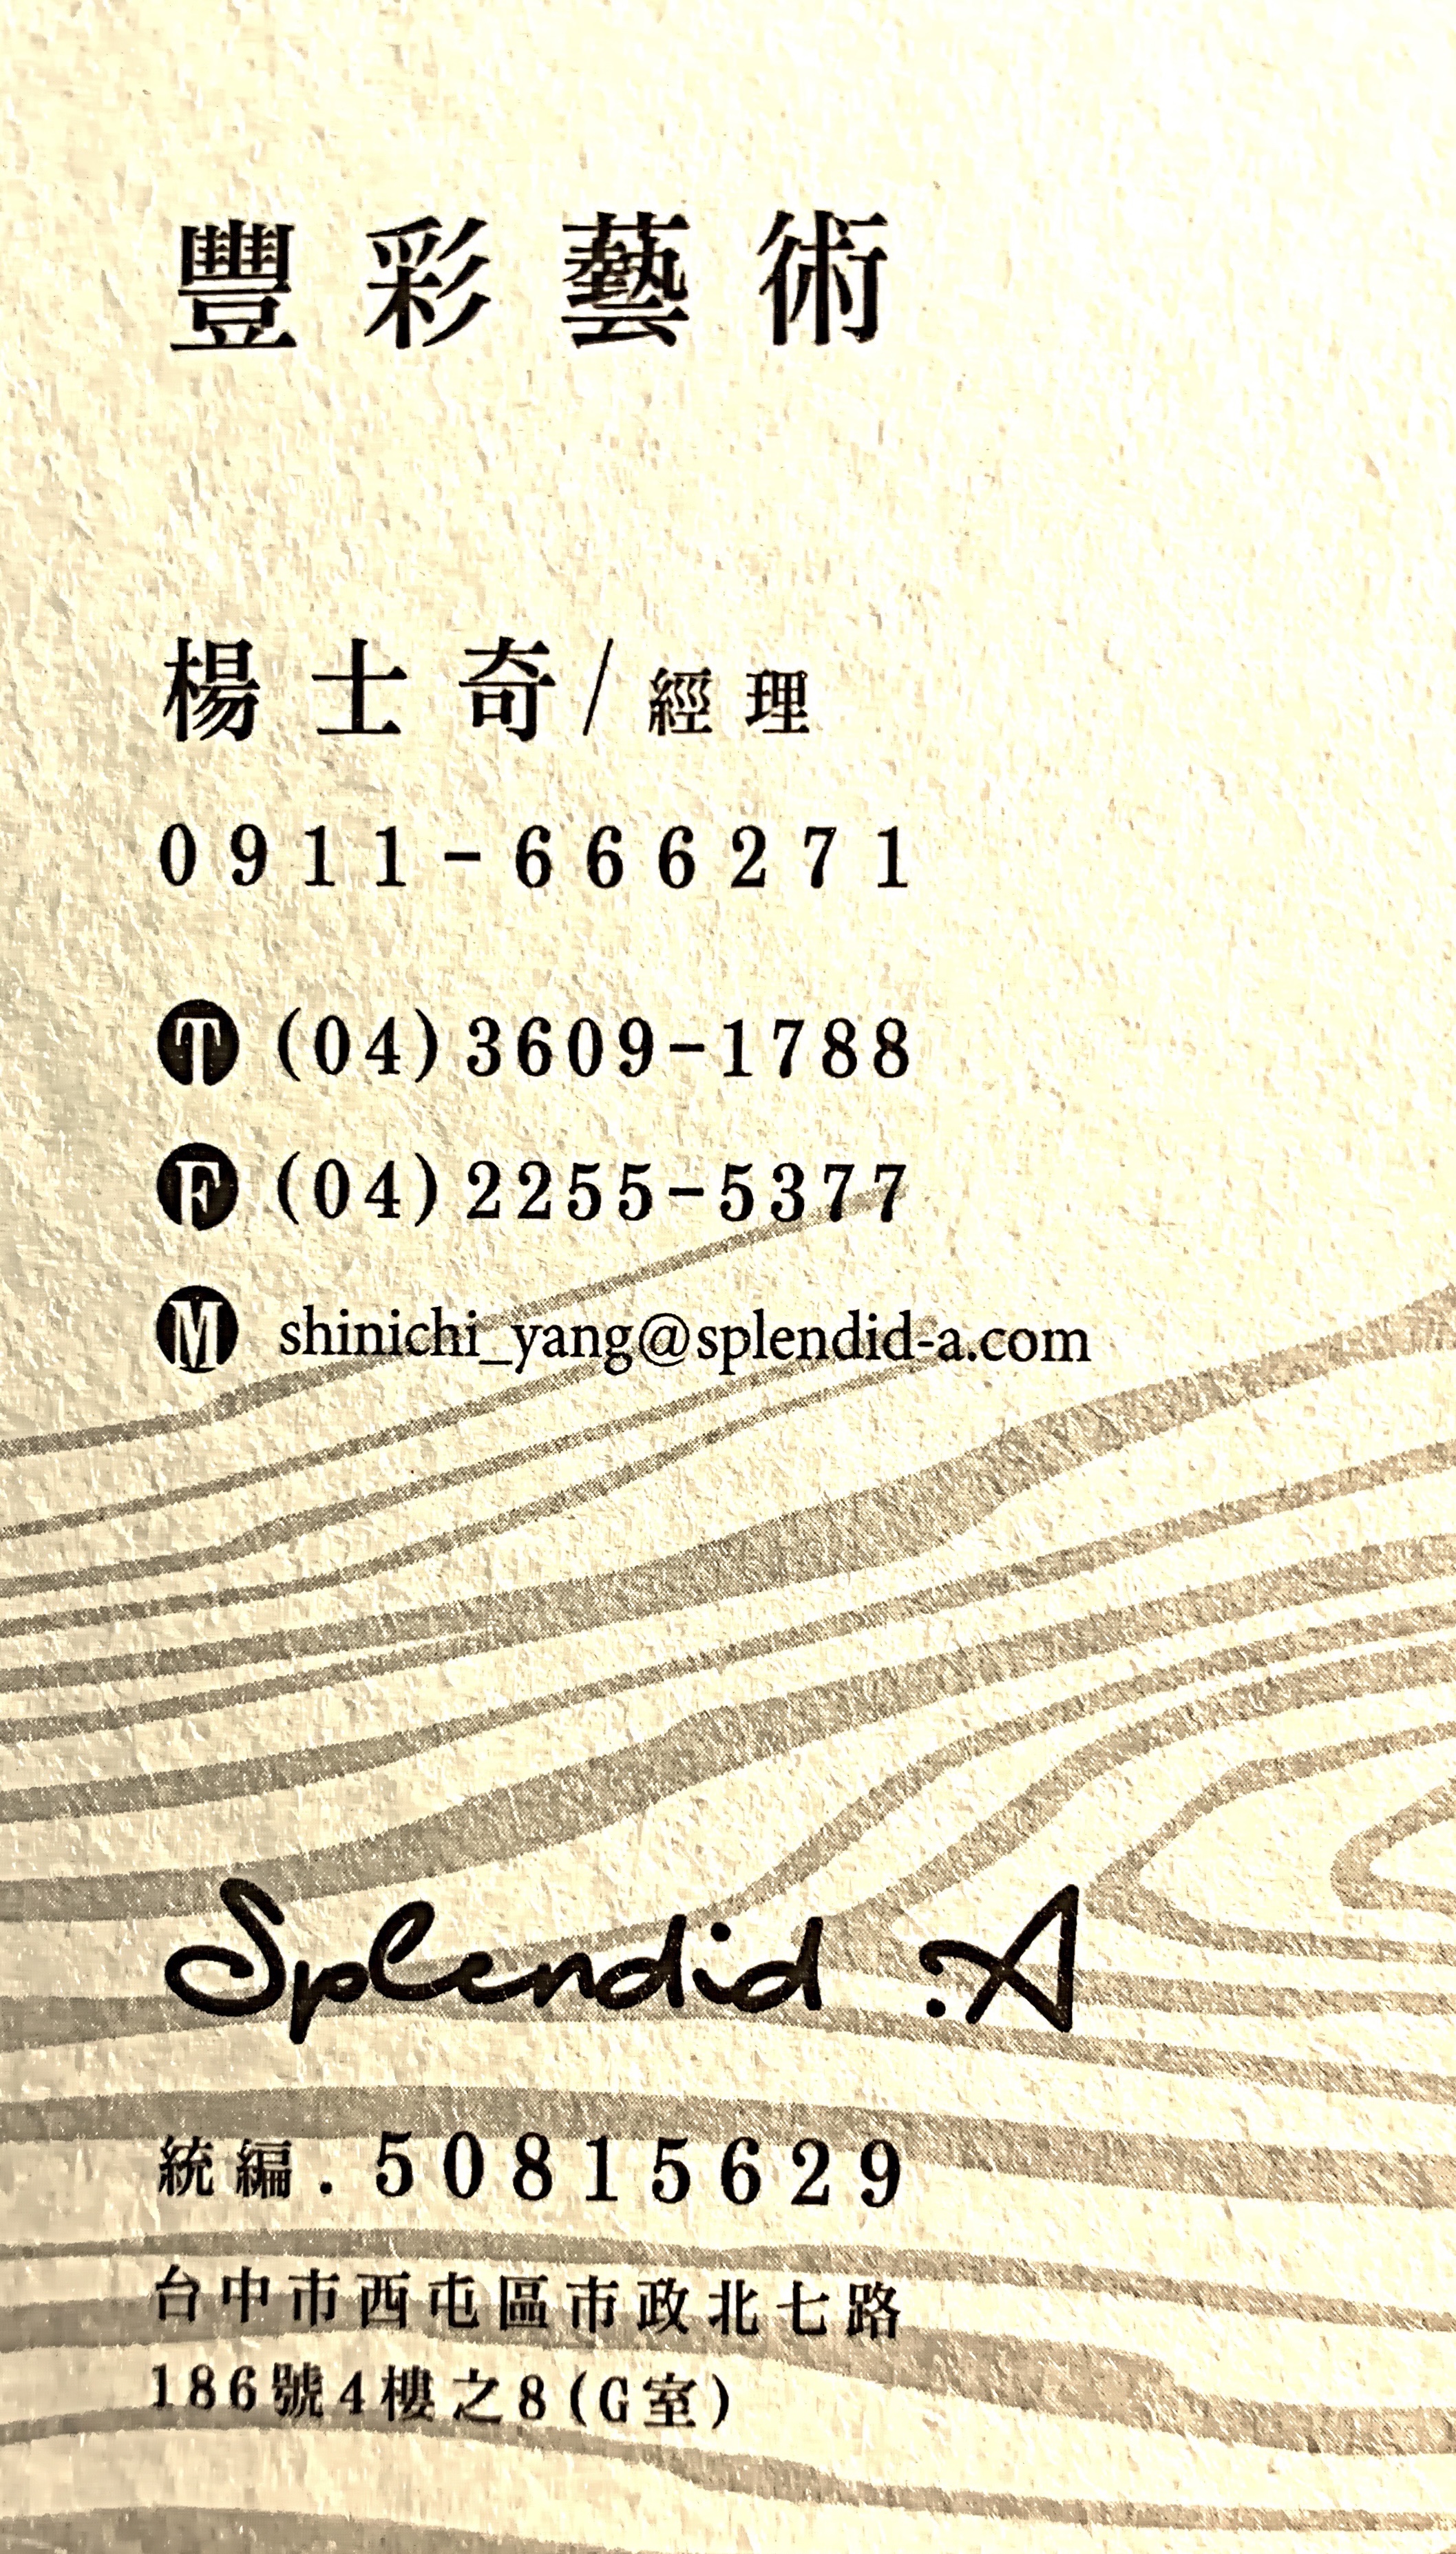 豐彩藝術
楊士奇/經理
0911-666271
T (04)3609-1788
F (04)2255-5377
M shinichi_yang@splendid-a.com
Splendid .A
統編.50815629
台中市西屯區市政北七路
186號4樓之8(G室)